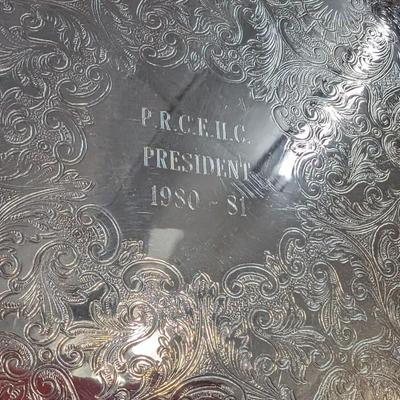 P.R.C.E.H.C.
PRESIDENT
1980 - 81